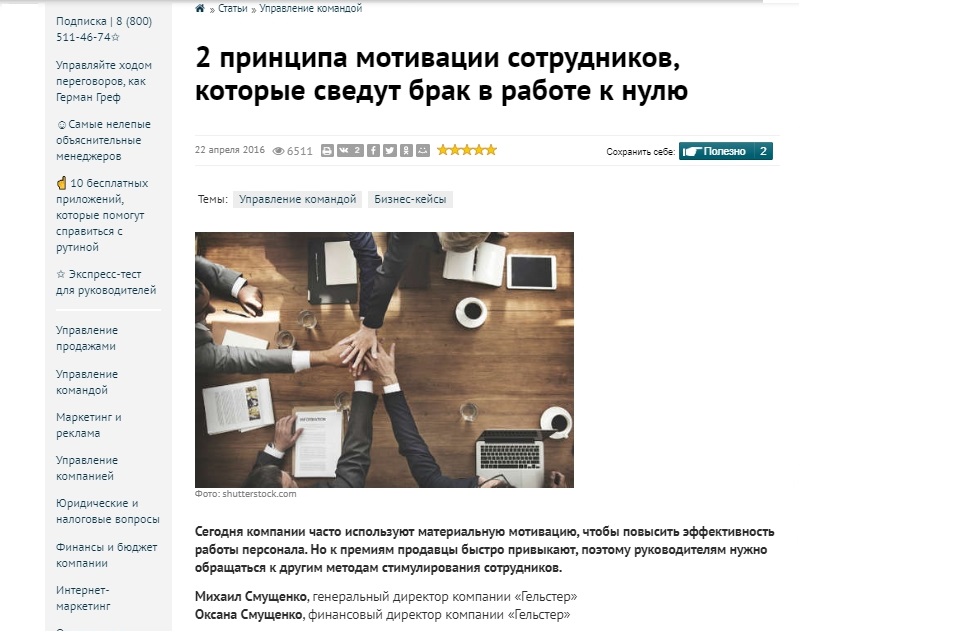 Подписка | 8 (800)
511-46-74☆
Управляйте ходом
переговоров, как
Герман Греф
☺Самые нелепые
объяснительные
менеджеров
☝10 бесплатных
приложений,
которые помогут
справиться с
рутиной
☆ Экспресс-тест
для руководителей
Управление
продажами
Управление
командой
Маркетинг и
реклама
Управление
компанией
Юридические и
налоговые вопросы
Финансы и бюджет
компании
Интернет-
маркетинг
» Статьи » Управление командой
2 принципа мотивации сотрудников,
которые сведут брак в работе к нулю
22 апреля 2016 6511 2 Сохранить себе: Полезно 2
Темы: Управление командой Бизнес-кейсы
INFORMATION
Фото: shutterstock.com
Сегодня компании часто используют материальную мотивацию, чтобы повысить эффективность
работы персонала. Но к премиям продавцы быстро привыкают, поэтому руководителям нужно
обращаться к другим методам стимулирования сотрудников.
Михаил Смущенко, генеральный директор компании «Гельстер»
Оксана Смущенко, финансовый директор компании «Гельстер»